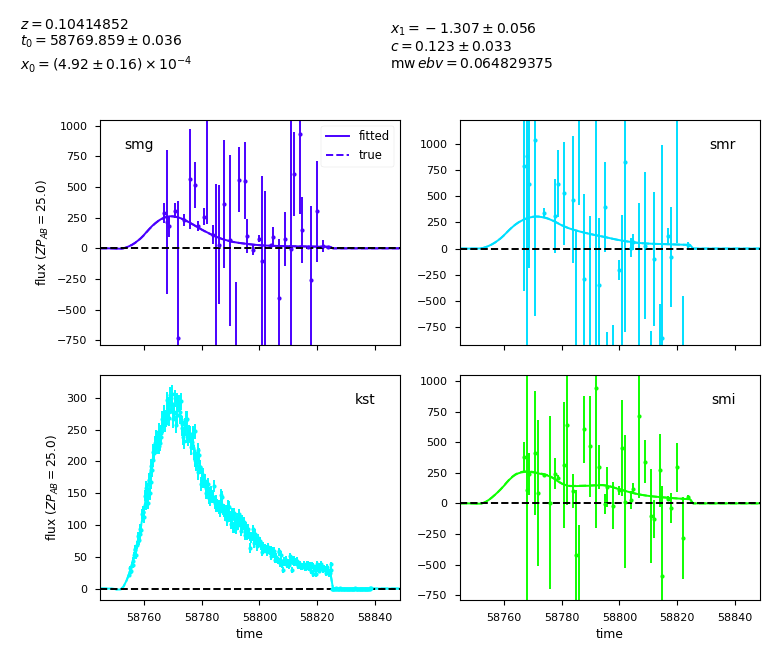 z = 0.10414852
t₀ = 58769.859 ± 0.036
x₀ = (4.92 ± 0.16) × 10⁻⁴
x₁ = −1.307 ± 0.056
c = 0.123 ± 0.033
mw ebv = 0.064829375
1000
750
500
250
0
−250
−500
−750
flux (ZP_AB = 25.0)
smg
fitted
true
1000
750
500
250
0
−250
−500
−750
smr
300
250
200
150
100
50
0
flux (ZP_AB = 25.0)
kst
58760 58780 58800 58820 58840
time
1000
750
500
250
0
−250
−500
−750
smi
58760 58780 58800 58820 58840
time